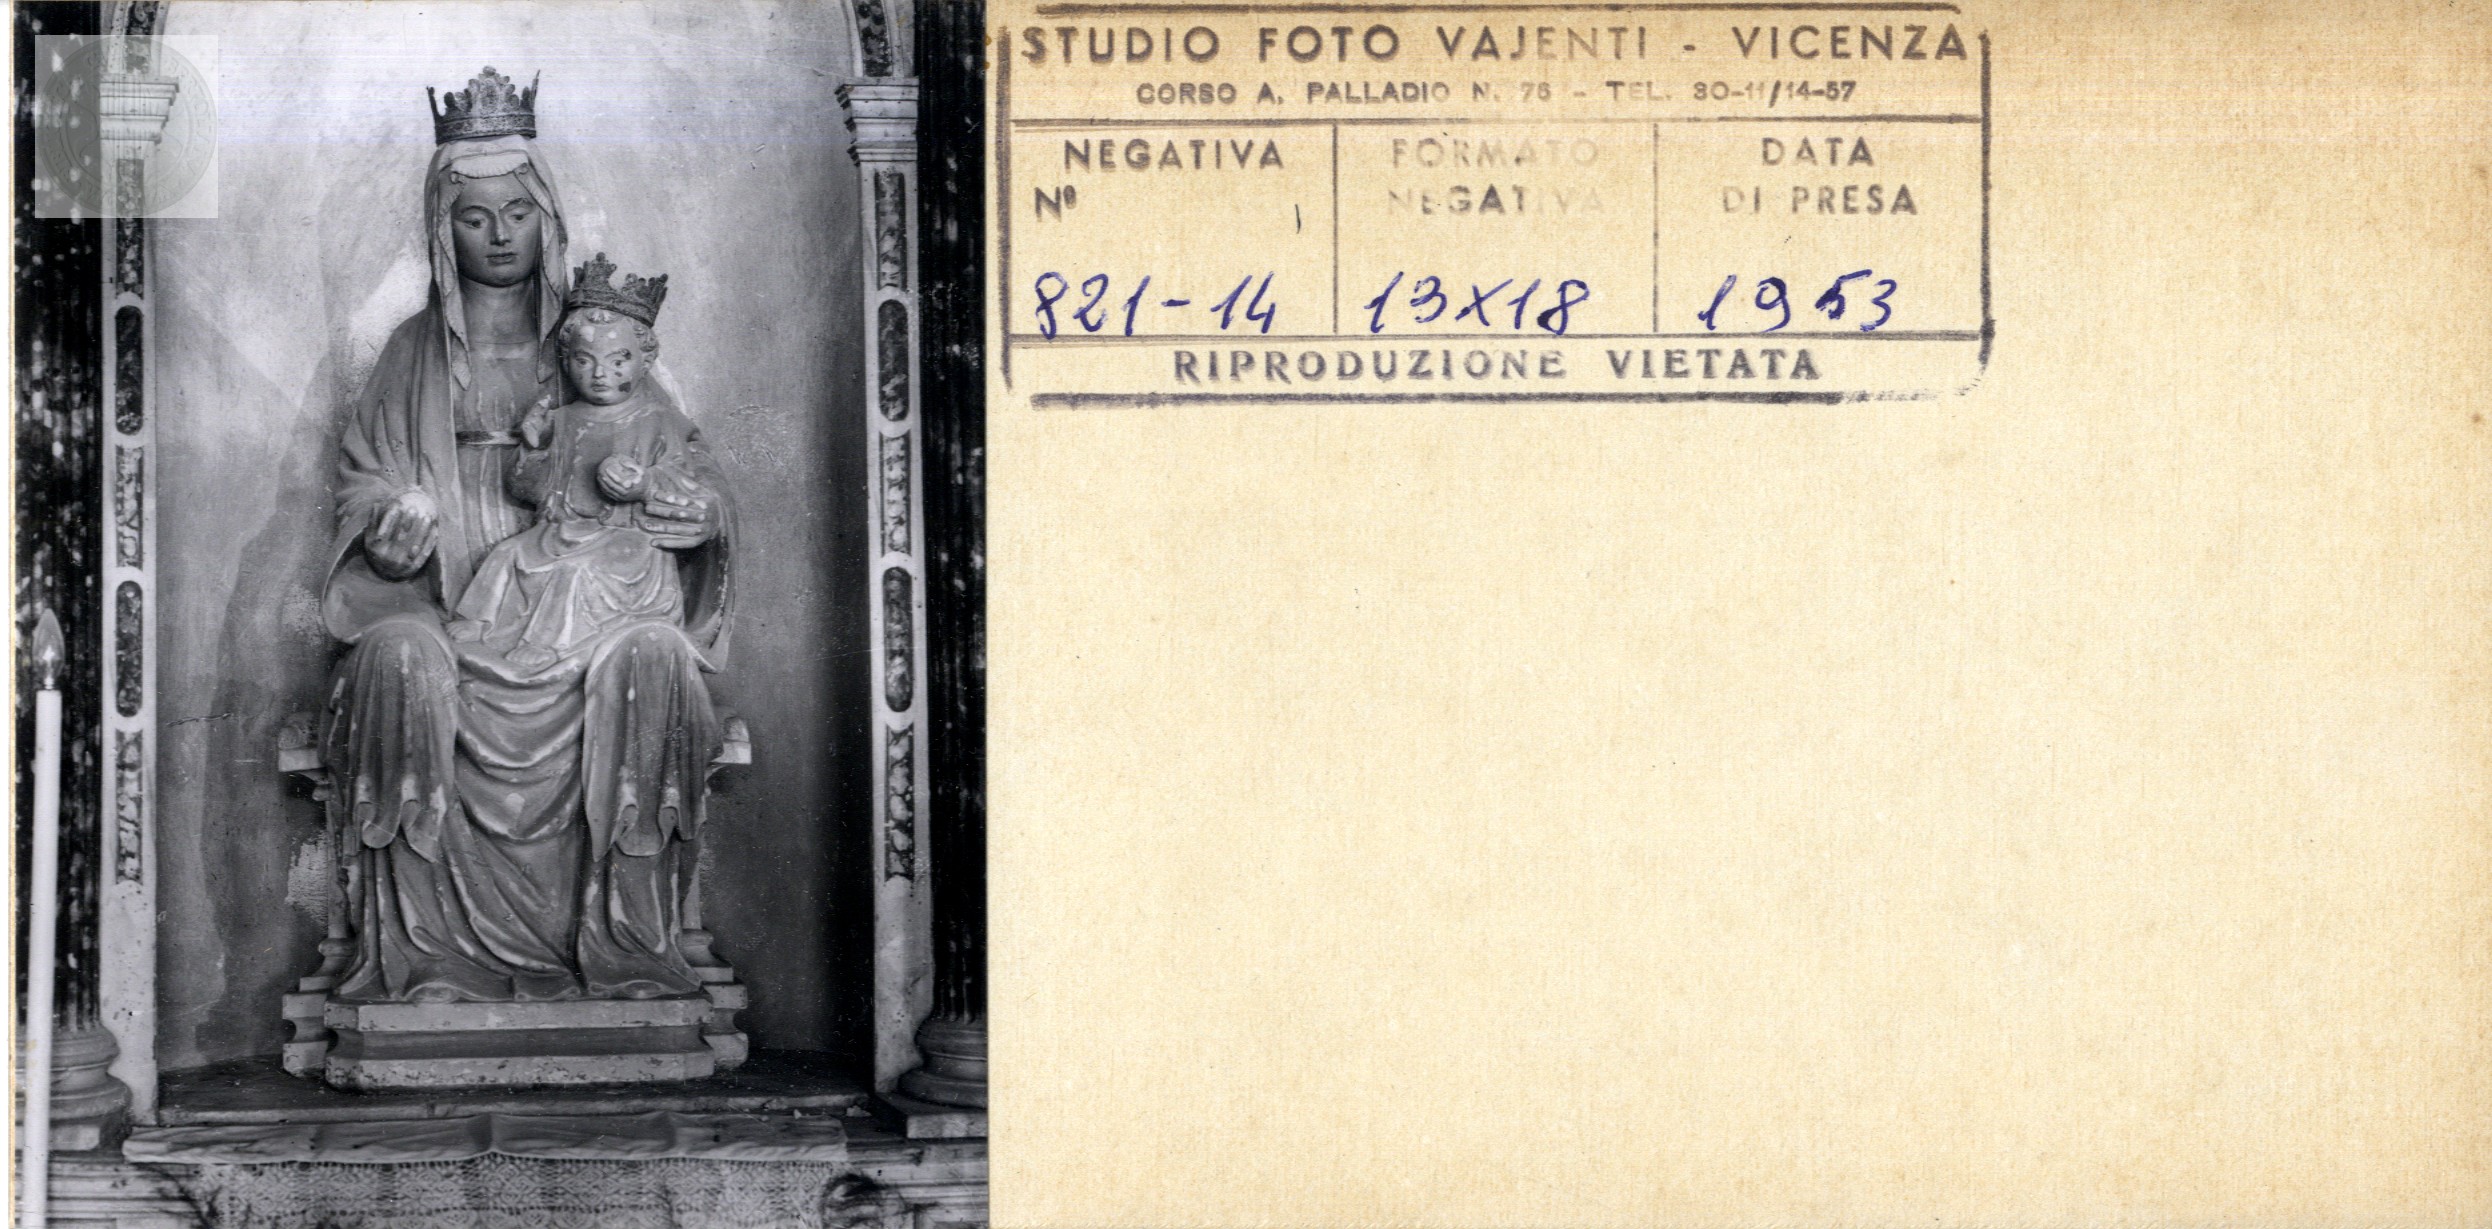 STUDIO FOTO VAJENTI - VICENZA
CORSO A. PALLADIO N. 76 - TEL. 30-11/14-57
NEGATIVA
Nº
FORMATO
NEGATIVA
DATA
DI PRESA
821-14
13x18
1953
RIPRODUZIONE VIETATA